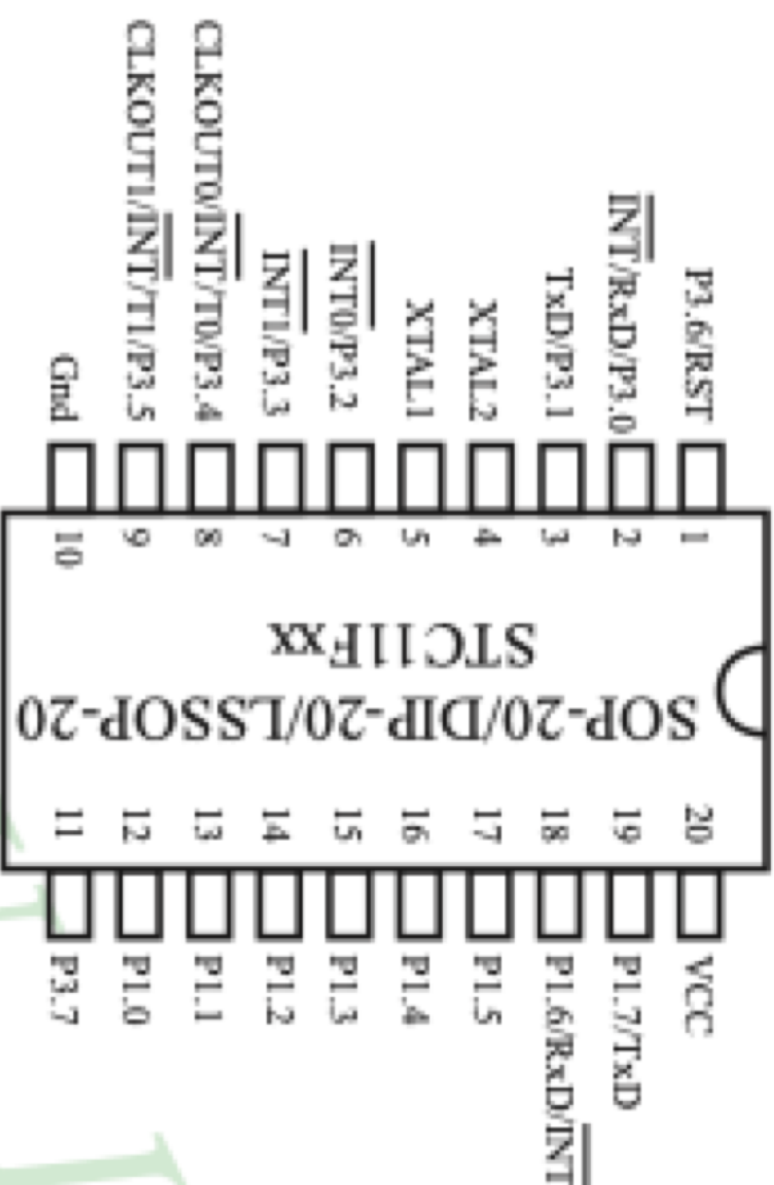 P3.6/RST
INT/RxD/P3.0
TxD/P3.1
XTAL2
XTAL1
INT0/P3.2
INT1/P3.3
CLKOUT0/INT/T0/P3.4
CLKOUT1/INT/T1/P3.5
Gnd
1
2
3
4
5
6
7
8
9
10
SOP-20/DIP-20/LSSOP-20
STC11Fxx
20
19
18
17
16
15
14
13
12
11
VCC
P1.7/TxD
P1.6/RxD/INT
P1.5
P1.4
P1.3
P1.2
P1.1
P1.0
P3.7